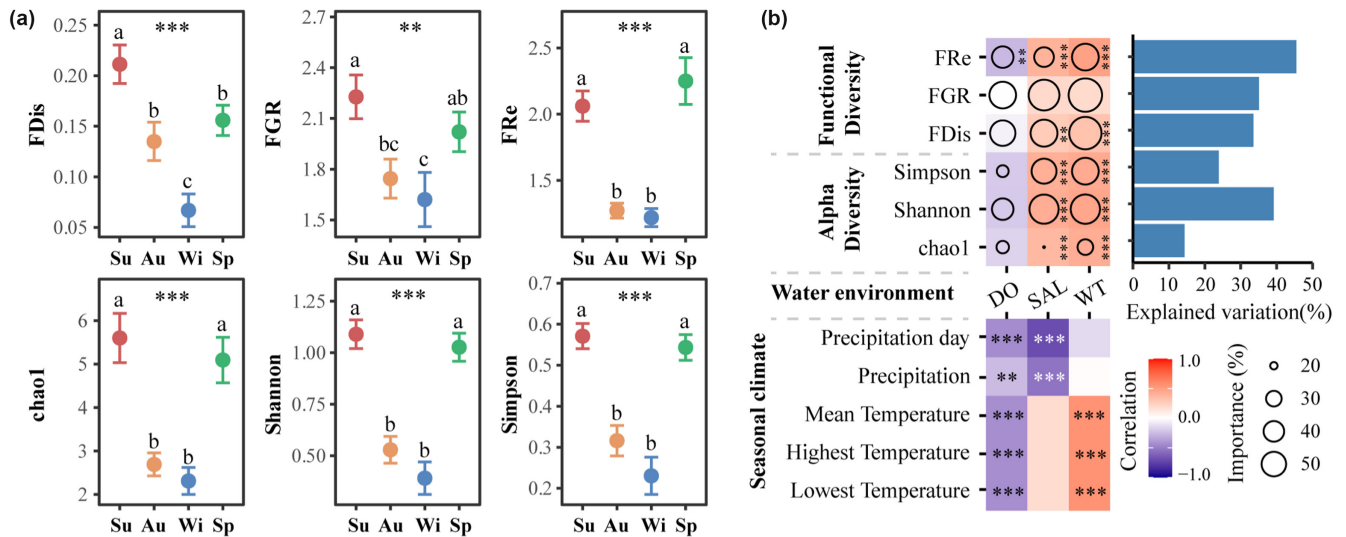 (a)
FDis
0.20
0.15
0.10
0.05
***
a
b
c
b
Su Au Wi Sp
FGR
2.7
2.4
2.1
1.8
1.5
**
a
bc
c
ab
Su Au Wi Sp
FRe
2.5
2.0
1.5
***
a
b
b
a
Su Au Wi Sp
chao1
6
5
4
3
2
***
a
b
b
a
Su Au Wi Sp
Shannon
1.25
1.00
0.75
0.50
***
a
b
b
a
Su Au Wi Sp
Simpson
0.7
0.6
0.5
0.4
0.3
0.2
***
a
b
b
a
Su Au Wi Sp
(b)
Functional
Diversity
FRe ** *** ***
FGR
FDis *** ***
Alpha
Diversity
Simpson *** ***
Shannon *** ***
chao1 *** ***
Water environment DO SAL WT
Seasonal climate
Precipitation day *** ***
Precipitation ** ***
Mean Temperature *** ***
Highest Temperature *** ***
Lowest Temperature *** ***
0 10 20 30 40 50
Explained variation(%)
Correlation
1.0
0.0
−1.0
Importance (%)
20
30
40
50